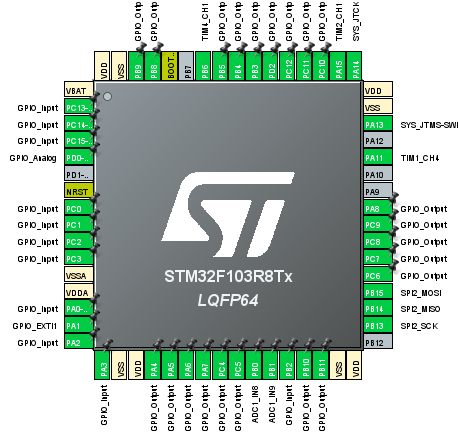 GPIO_Outp
GPIO_Outp
TIM4_CH1
GPIO_Outp
GPIO_Outp
GPIO_Outp
GPIO_Outp
GPIO_Outp
GPIO_Outp
GPIO_Outp
TIM2_CH1
SYS_JTCK
VDD
VSS
PB9
PB8
BOOT..
PB7
PB6
PB5
PB4
PB3
PD2
PC12
PC11
PC10
PA15
PA14
VBAT
VDD
GPIO_Input PC13-..
VSS
GPIO_Input PC14-..
PA13 SYS_JTMS-SWI
GPIO_Input PC15-..
PA12
GPIO_Analog PD0-..
PA11 TIM1_CH4
PD1-..
PA10
NRST
PA9
GPIO_Input PC0
PA8 GPIO_Output
GPIO_Input PC1
PC9 GPIO_Output
GPIO_Input PC2
PC8 GPIO_Output
GPIO_Input PC3
PC7 GPIO_Output
VSSA
PC6 GPIO_Output
VDDA
PB15 SPI2_MOSI
GPIO_Input PA0-..
PB14 SPI2_MISO
GPIO_EXTI1 PA1
PB13 SPI2_SCK
GPIO_Input PA2
PB12
ST
STM32F103R8Tx
LQFP64
PA3
VSS
VDD
PA4
PA5
PA6
PA7
PC4
PC5
PB0
PB1
PB2
PB10
PB11
VSS
VDD
GPIO_Input
GPIO_Output
GPIO_Output
GPIO_Output
GPIO_Output
GPIO_Output
GPIO_Output
ADC1_IN8
ADC1_IN9
GPIO_Input
GPIO_Output
GPIO_Output